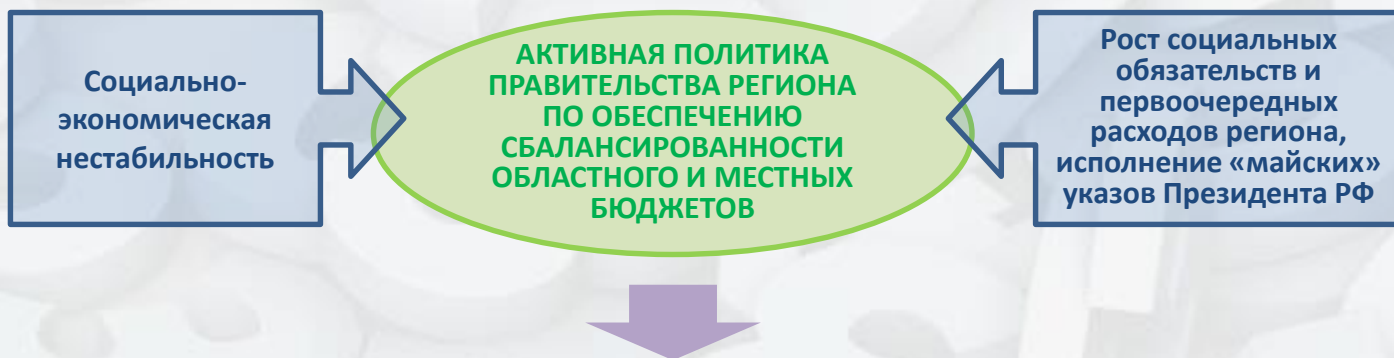 Социально-
экономическая
нестабильность
АКТИВНАЯ ПОЛИТИКА
ПРАВИТЕЛЬСТВА РЕГИОНА
ПО ОБЕСПЕЧЕНИЮ
СБАЛАНСИРОВАННОСТИ
ОБЛАСТНОГО И МЕСТНЫХ
БЮДЖЕТОВ
Рост социальных
обязательств и
первоочередных
расходов региона,
исполнение «майских»
указов Президента РФ